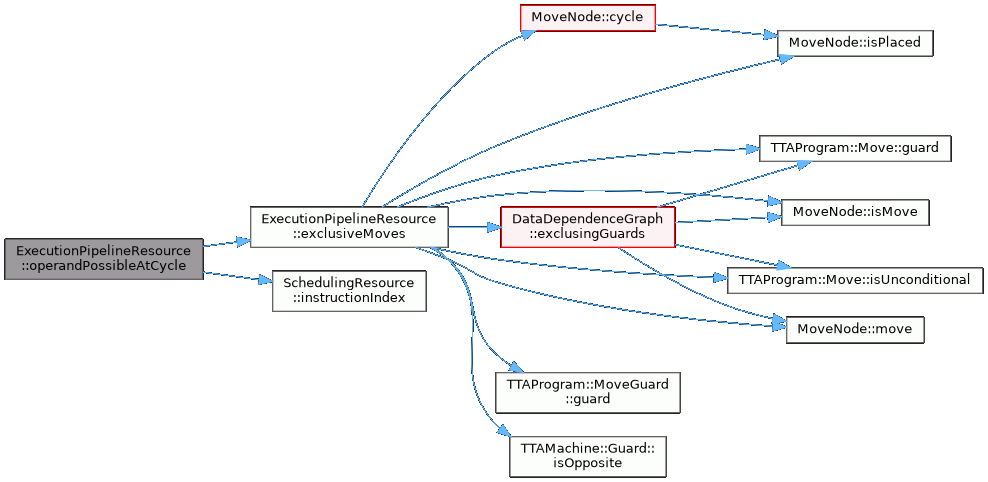 MoveNode::cycle
MoveNode::isPlaced
TTAProgram::Move::guard
MoveNode::isMove
ExecutionPipelineResource
::exclusiveMoves
DataDependenceGraph
::exclusingGuards
ExecutionPipelineResource
::operandPossibleAtCycle
SchedulingResource
::instructionIndex
TTAProgram::Move::isUnconditional
MoveNode::move
TTAProgram::MoveGuard
::guard
TTAMachine::Guard::
isOpposite